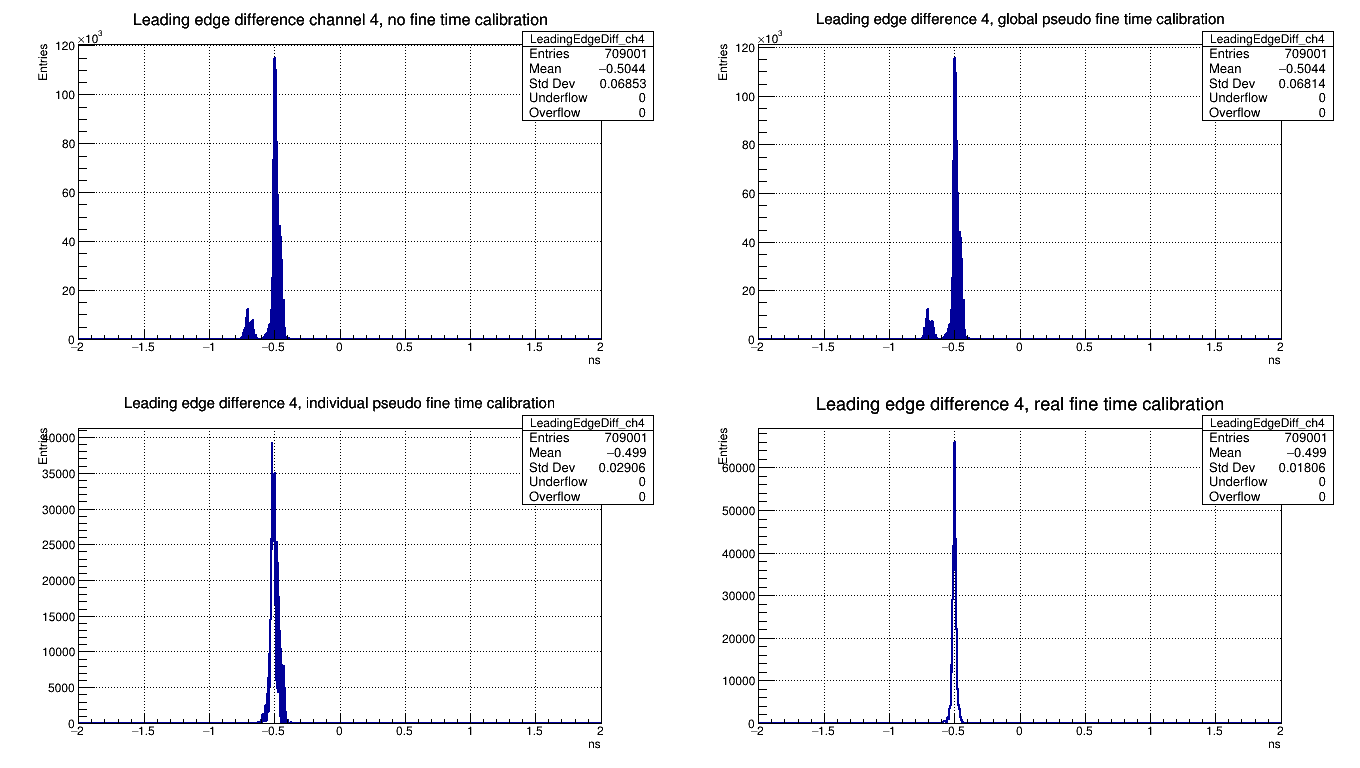 Leading edge difference channel 4, no fine time calibration
×10³
Entries
LeadingEdgeDiff_ch4
Entries 709001
Mean −0.5044
Std Dev 0.06853
Underflow 0
Overflow 0
120
100
80
60
40
20
0
−2 −1.5 −1 −0.5 0 0.5 1 1.5 2
ns
Leading edge difference 4, global pseudo fine time calibration
×10³
Entries
LeadingEdgeDiff_ch4
Entries 709001
Mean −0.5044
Std Dev 0.06814
Underflow 0
Overflow 0
120
100
80
60
40
20
0
−2 −1.5 −1 −0.5 0 0.5 1 1.5 2
ns
Leading edge difference 4, individual pseudo fine time calibration
Entries
LeadingEdgeDiff_ch4
Entries 709001
Mean −0.499
Std Dev 0.02906
Underflow 0
Overflow 0
40000
35000
30000
25000
20000
15000
10000
5000
0
−2 −1.5 −1 −0.5 0 0.5 1 1.5 2
ns
Leading edge difference 4, real fine time calibration
Entries
LeadingEdgeDiff_ch4
Entries 709001
Mean −0.499
Std Dev 0.01806
Underflow 0
Overflow 0
60000
50000
40000
30000
20000
10000
0
−2 −1.5 −1 −0.5 0 0.5 1 1.5 2
ns